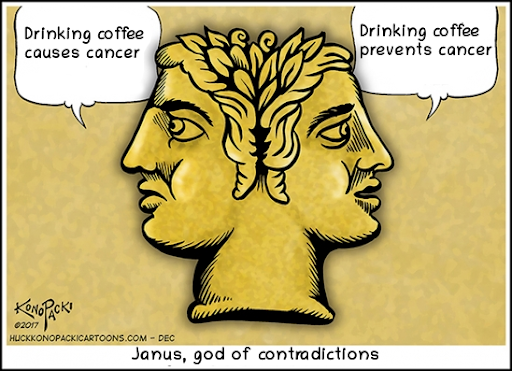 Drinking coffee
causes cancer
Drinking coffee
prevents cancer
KONOPACKI
©2017
HUCKKONOPACKICARTOONS.COM – DEC
Janus, god of contradictions